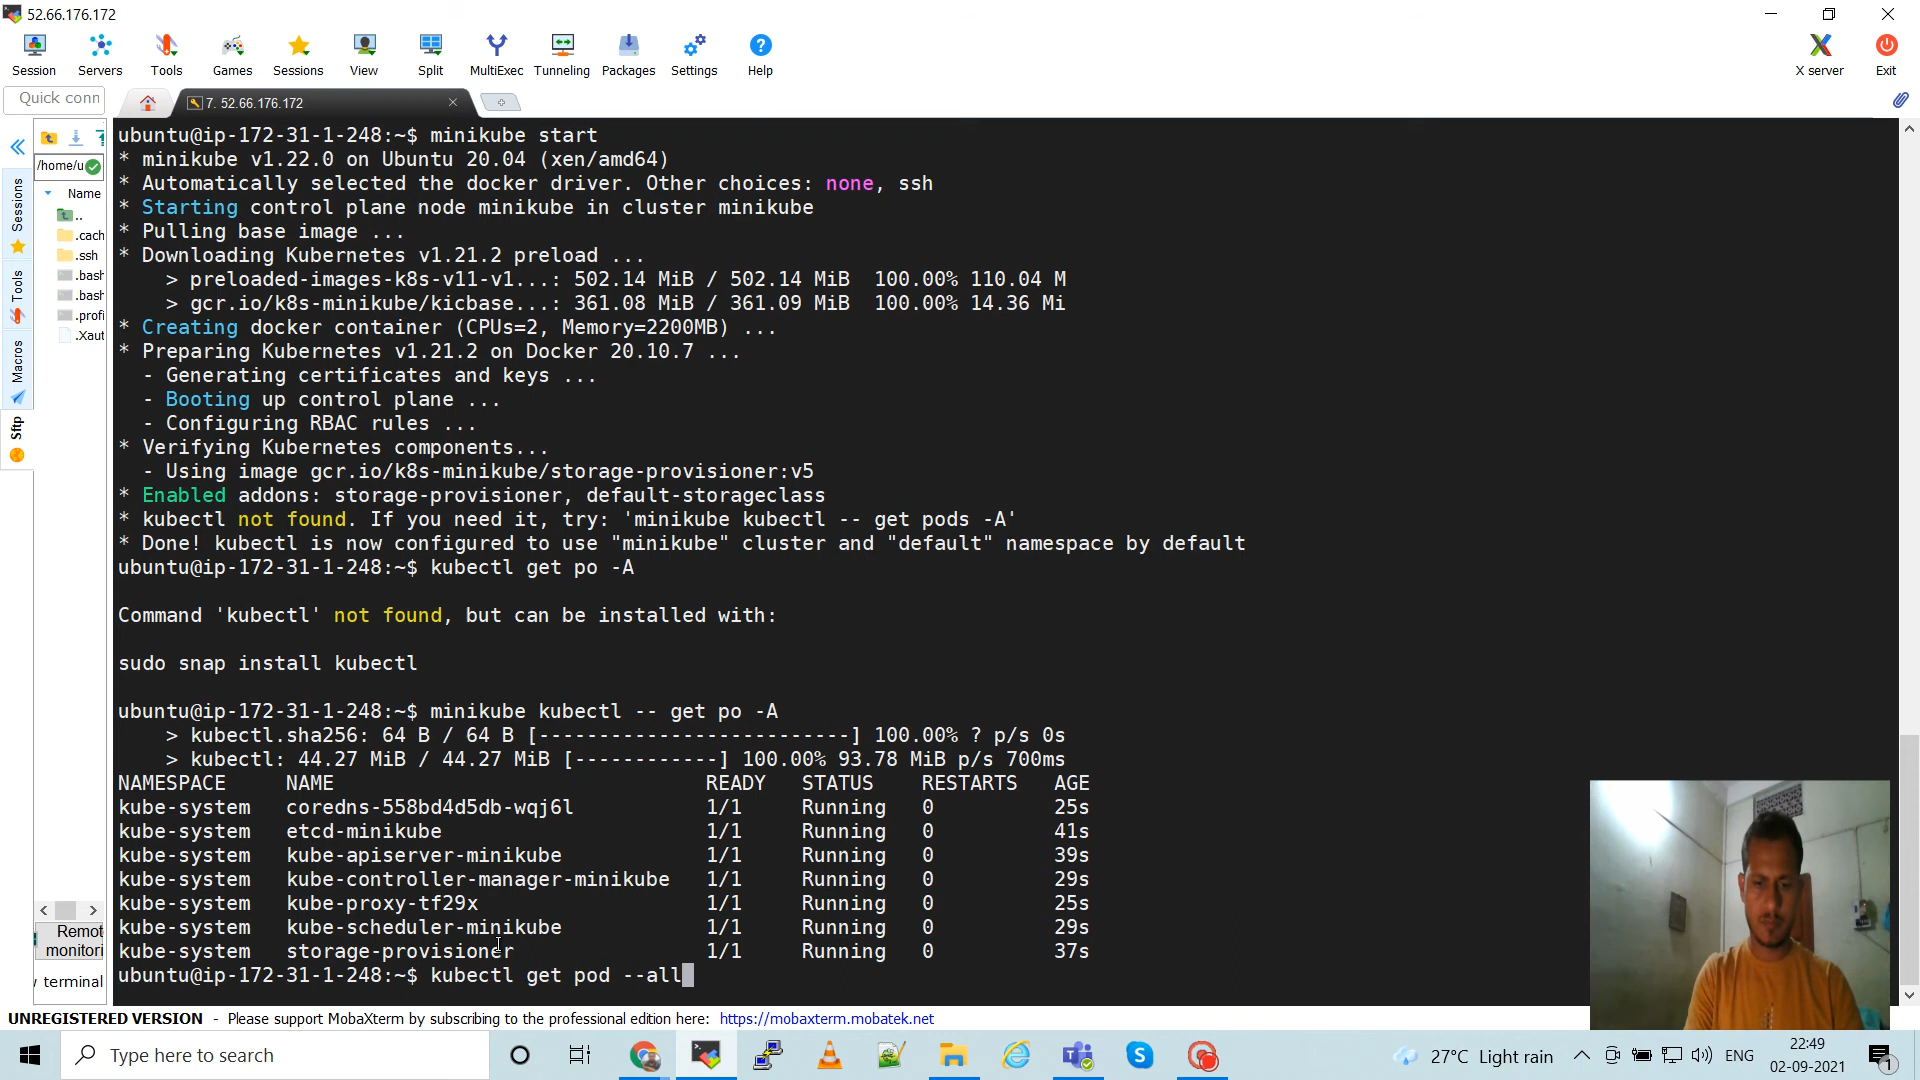 52.66.176.172
Session Servers Tools Games Sessions View Split MultiExec Tunneling Packages Settings Help X server Exit
Quick conn
7. 52.66.176.172
/home/u
Name
..
.cach
.ssh
.bash
.bash
.profi
.Xaut
Sessions
Tools
Macros
Sftp
Remot
monitori
terminal
ubuntu@ip-172-31-1-248:~$ minikube start
* minikube v1.22.0 on Ubuntu 20.04 (xen/amd64)
* Automatically selected the docker driver. Other choices: none, ssh
* Starting control plane node minikube in cluster minikube
* Pulling base image ...
* Downloading Kubernetes v1.21.2 preload ...
    > preloaded-images-k8s-v11-v1...: 502.14 MiB / 502.14 MiB  100.00% 110.04 M
    > gcr.io/k8s-minikube/kicbase...: 361.08 MiB / 361.09 MiB  100.00% 14.36 Mi
* Creating docker container (CPUs=2, Memory=2200MB) ...
* Preparing Kubernetes v1.21.2 on Docker 20.10.7 ...
  - Generating certificates and keys ...
  - Booting up control plane ...
  - Configuring RBAC rules ...
* Verifying Kubernetes components...
  - Using image gcr.io/k8s-minikube/storage-provisioner:v5
* Enabled addons: storage-provisioner, default-storageclass
* kubectl not found. If you need it, try: 'minikube kubectl -- get pods -A'
* Done! kubectl is now configured to use "minikube" cluster and "default" namespace by default
ubuntu@ip-172-31-1-248:~$ kubectl get po -A
Command 'kubectl' not found, but can be installed with:
sudo snap install kubectl
ubuntu@ip-172-31-1-248:~$ minikube kubectl -- get po -A
    > kubectl.sha256: 64 B / 64 B [--------------------------] 100.00% ? p/s 0s
    > kubectl: 44.27 MiB / 44.27 MiB [------------] 100.00% 93.78 MiB p/s 700ms
NAMESPACE     NAME                               READY   STATUS    RESTARTS   AGE
kube-system   coredns-558bd4d5db-wqj6l           1/1     Running   0          25s
kube-system   etcd-minikube                      1/1     Running   0          41s
kube-system   kube-apiserver-minikube            1/1     Running   0          39s
kube-system   kube-controller-manager-minikube   1/1     Running   0          29s
kube-system   kube-proxy-tf29x                   1/1     Running   0          25s
kube-system   kube-scheduler-minikube            1/1     Running   0          29s
kube-system   storage-provisioner                1/1     Running   0          37s
ubuntu@ip-172-31-1-248:~$ kubectl get pod --all
UNREGISTERED VERSION - Please support MobaXterm by subscribing to the professional edition here: https://mobaxterm.mobatek.net
Type here to search
27°C Light rain
ENG
22:49
02-09-2021
1